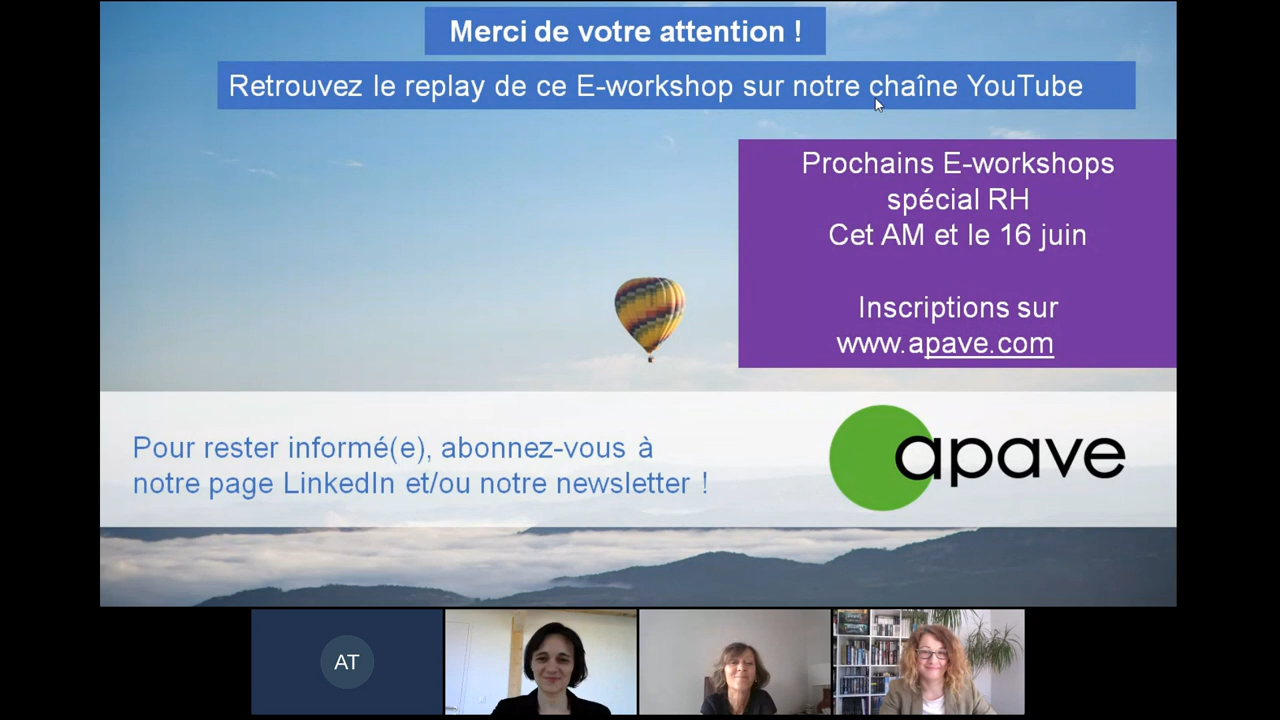 Merci de votre attention !
Retrouvez le replay de ce E-workshop sur notre chaîne YouTube
Prochains E-workshops
spécial RH
Cet AM et le 16 juin
Inscriptions sur
www.apave.com
Pour rester informé(e), abonnez-vous à
notre page LinkedIn et/ou notre newsletter !
apave
AT